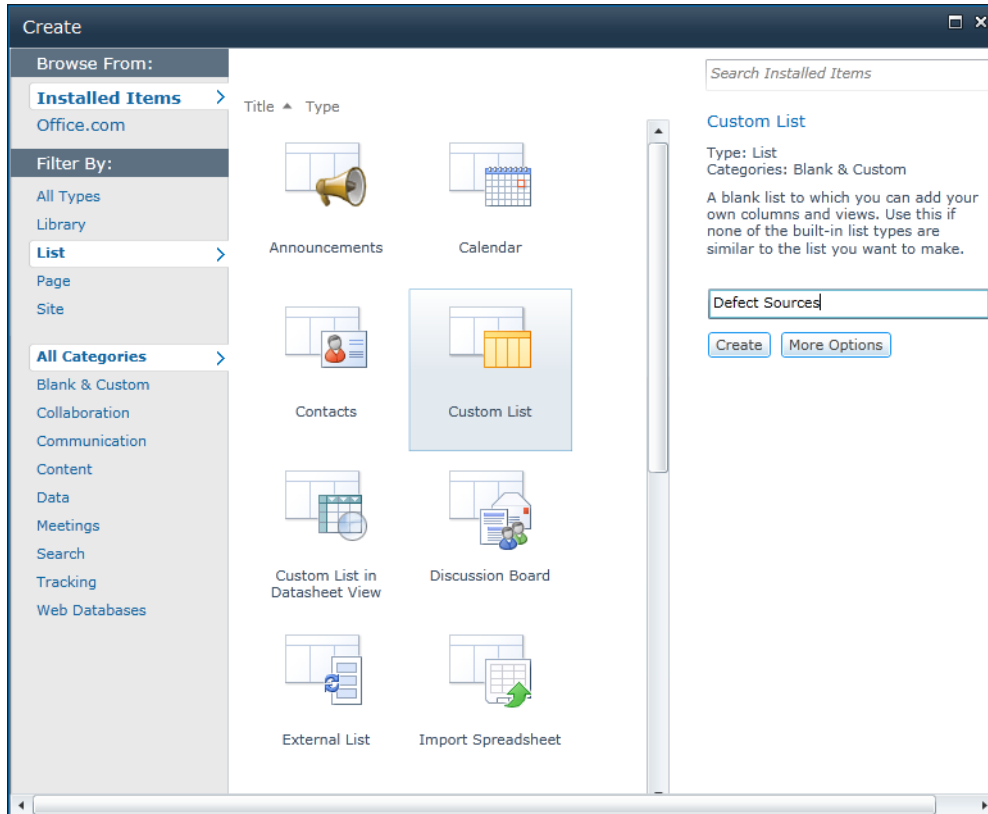 Create
Browse From:
Installed Items
Office.com
Filter By:
All Types
Library
List
Page
Site
All Categories
Blank & Custom
Collaboration
Communication
Content
Data
Meetings
Search
Tracking
Web Databases
Title Type
Announcements
Calendar
Contacts
Custom List
Custom List in
Datasheet View
Discussion Board
External List
Import Spreadsheet
Search Installed Items
Custom List
Type: List
Categories: Blank & Custom
A blank list to which you can add your
own columns and views. Use this if
none of the built-in list types are
similar to the list you want to make.
Defect Sources
Create
More Options